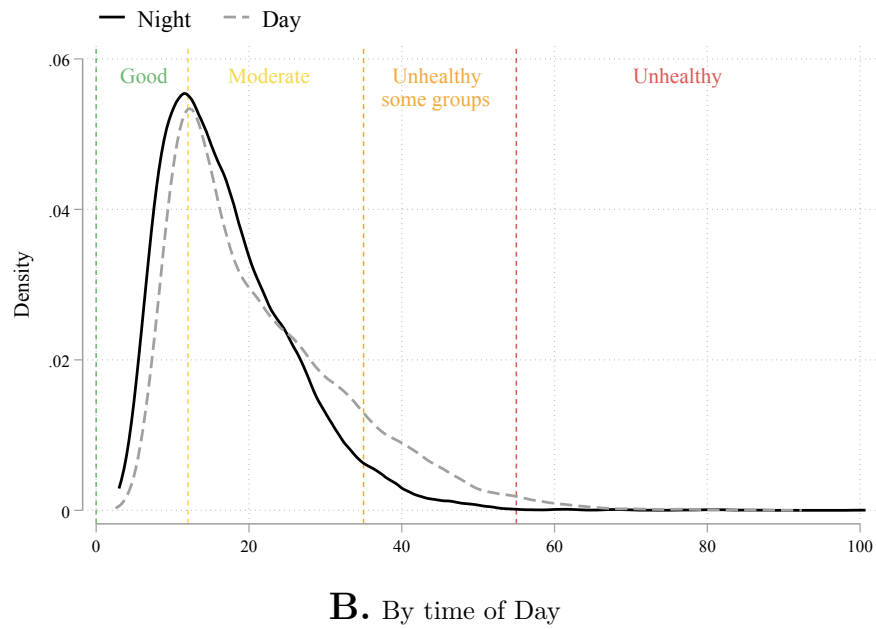 Night Day
.06
Good Moderate Unhealthy Unhealthy
some groups
.04
Density
.02
0
0 20 40 60 80 100
B. By time of Day